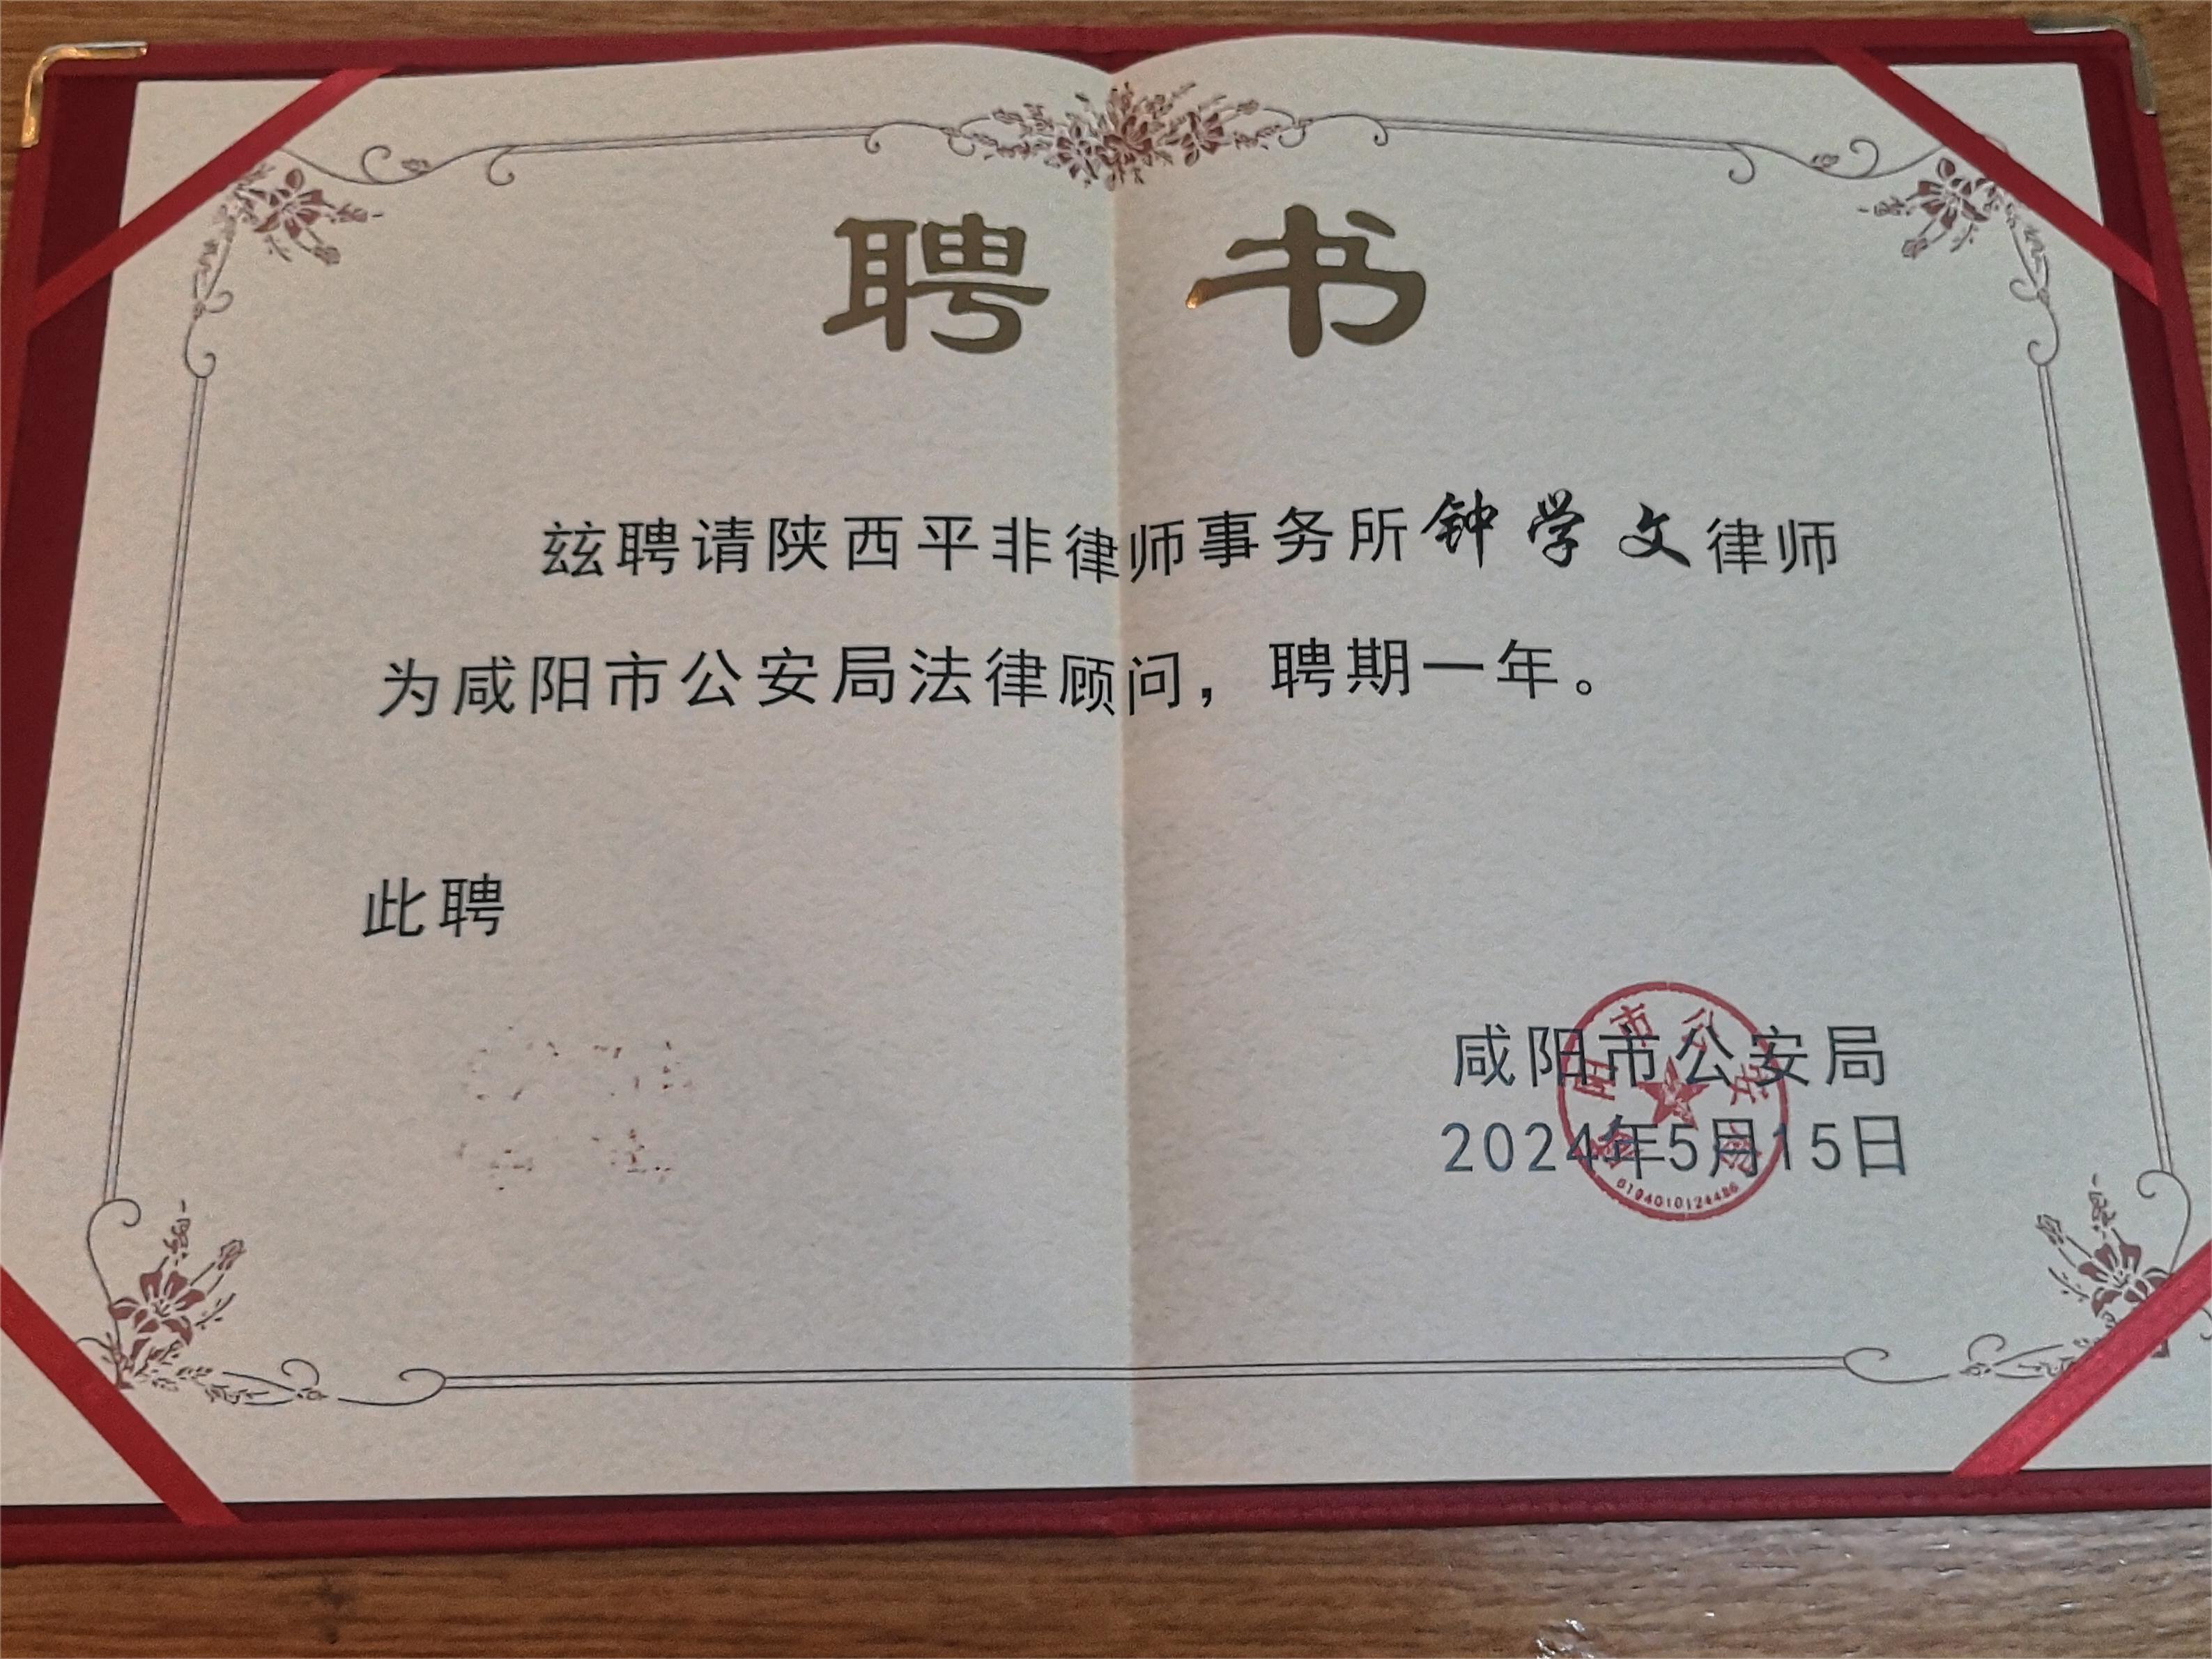 聘书
兹聘请陕西平非律师事务所钟学文律师
为咸阳市公安局法律顾问，聘期一年。
此聘
咸阳市公安局
2024年5月15日
6194010124486